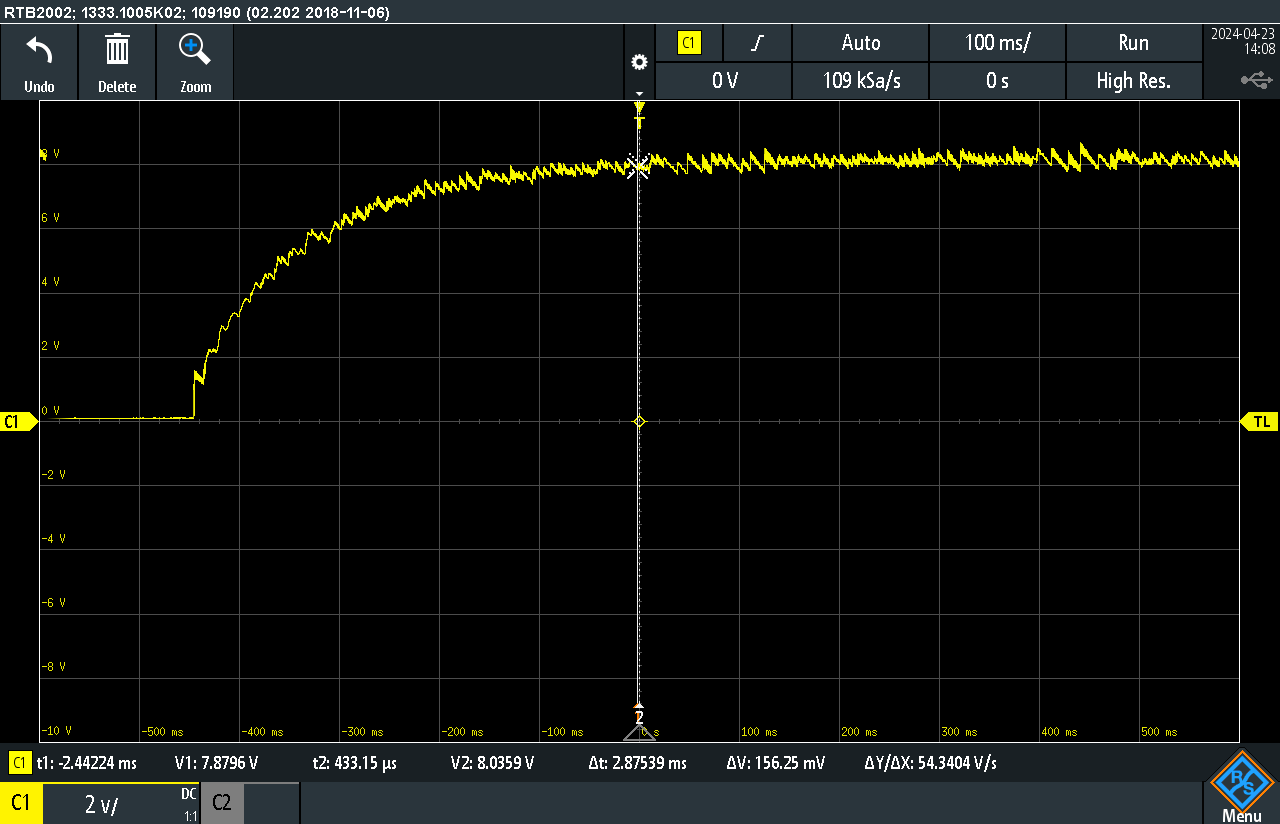 RTB2002; 1333.1005K02; 109190 (02.202 2018-11-06)
Undo
Delete
Zoom
C1
Auto
100 ms/
Run
0 V
109 kSa/s
0 s
High Res.
2024-04-23
14:08
T
8 V
6 V
4 V
2 V
0 V
C1
TL
-2 V
-4 V
-6 V
-8 V
-10 V
-500 ms
-400 ms
-300 ms
-200 ms
-100 ms
2
0 s
100 ms
200 ms
300 ms
400 ms
500 ms
C1 t1: -2.44224 ms V1: 7.8796 V t2: 433.15 µs V2: 8.0359 V Δt: 2.87539 ms ΔV: 156.25 mV ΔY/ΔX: 54.3404 V/s
C1
2 V/
DC
1:1
C2
R&S
Menu